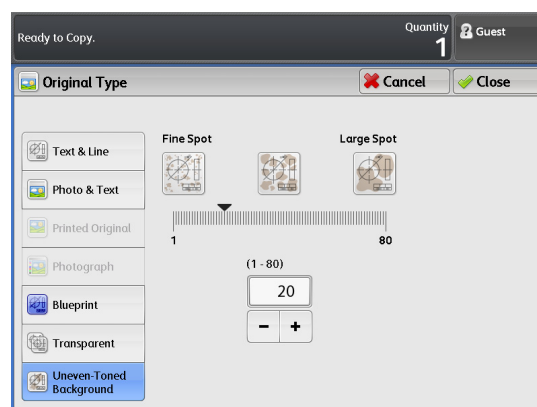 Ready to Copy.
Quantity
1
Guest
Original Type
Cancel
Close
Text & Line
Photo & Text
Printed Original
Photograph
Blueprint
Transparent
Uneven-Toned
Background
Fine Spot
Large Spot
1
80
(1 - 80)
20
- +